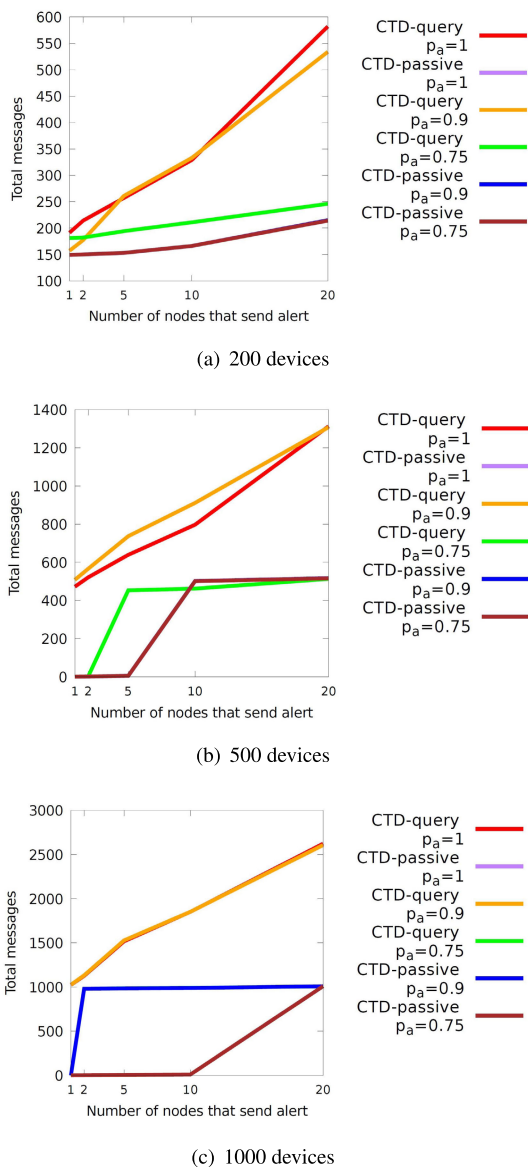 600
550
500
450
400
350
300
250
200
150
100
Total messages
1 2 5 10 20
Number of nodes that send alert
CTD-query
pa=1
CTD-passive
pa=1
CTD-query
pa=0.9
CTD-query
pa=0.75
CTD-passive
pa=0.9
CTD-passive
pa=0.75
(a) 200 devices
1400
1200
1000
800
600
400
200
0
Total messages
1 2 5 10 20
Number of nodes that send alert
CTD-query
pa=1
CTD-passive
pa=1
CTD-query
pa=0.9
CTD-query
pa=0.75
CTD-passive
pa=0.9
CTD-passive
pa=0.75
(b) 500 devices
3000
2500
2000
1500
1000
500
0
Total messages
1 2 5 10 20
Number of nodes that send alert
CTD-query
pa=1
CTD-passive
pa=1
CTD-query
pa=0.9
CTD-query
pa=0.75
CTD-passive
pa=0.9
CTD-passive
pa=0.75
(c) 1000 devices